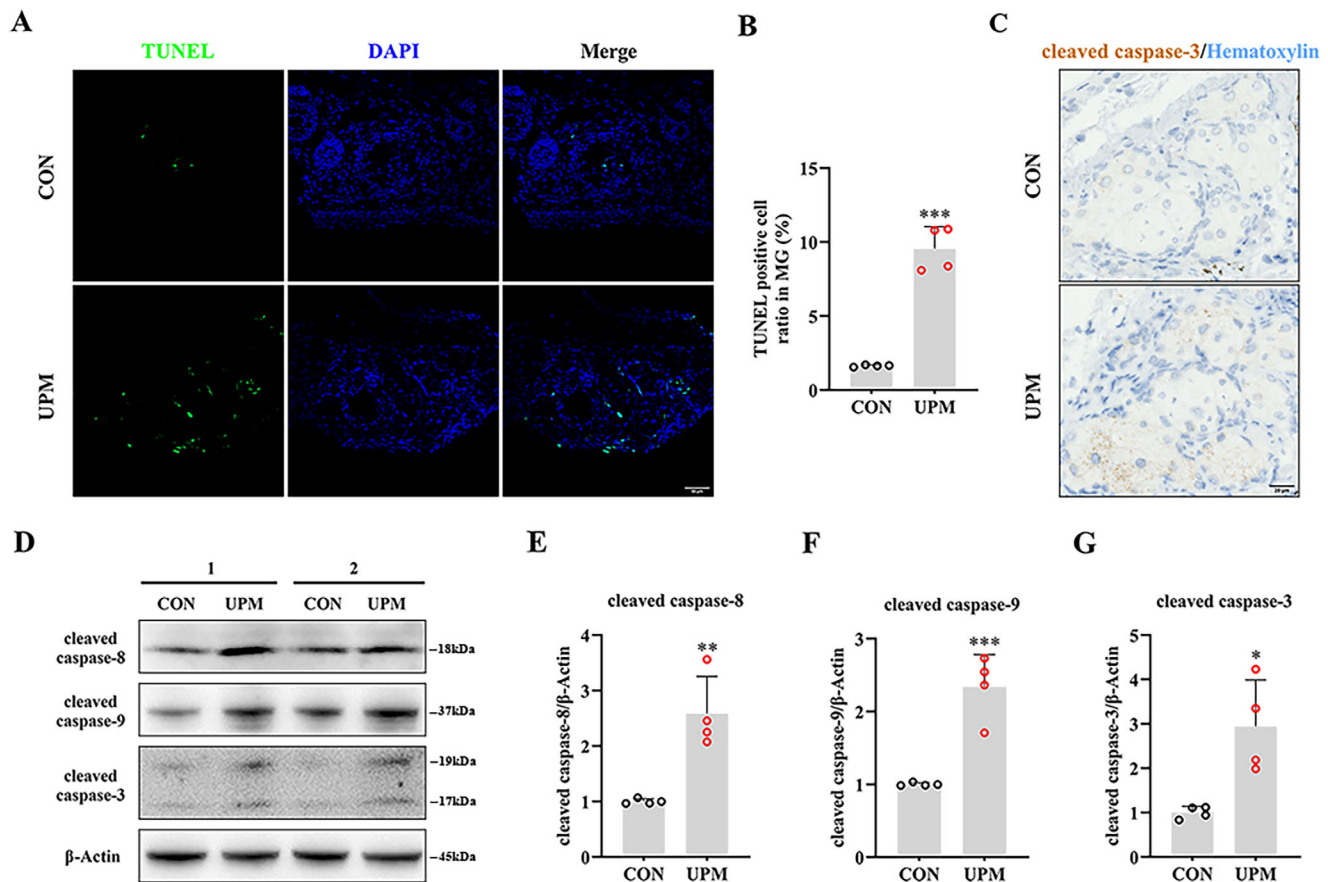 A
TUNEL
DAPI
Merge
CON
UPM
50 μm
B
TUNEL positive cell
ratio in MG (%)
15
10
5
0
***
CON
UPM
C
cleaved caspase-3/Hematoxylin
CON
UPM
20 μm
D
1
2
CON
UPM
CON
UPM
cleaved
caspase-8
–18kDa
cleaved
caspase-9
–37kDa
cleaved
caspase-3
–19kDa
–17kDa
β-Actin
–45kDa
E
cleaved caspase-8
cleaved caspase-8/β-Actin
4
3
2
1
0
**
CON
UPM
F
cleaved caspase-9
cleaved caspase-9/β-Actin
3
2
1
0
***
CON
UPM
G
cleaved caspase-3
cleaved caspase-3/β-Actin
5
4
3
2
1
0
*
CON
UPM